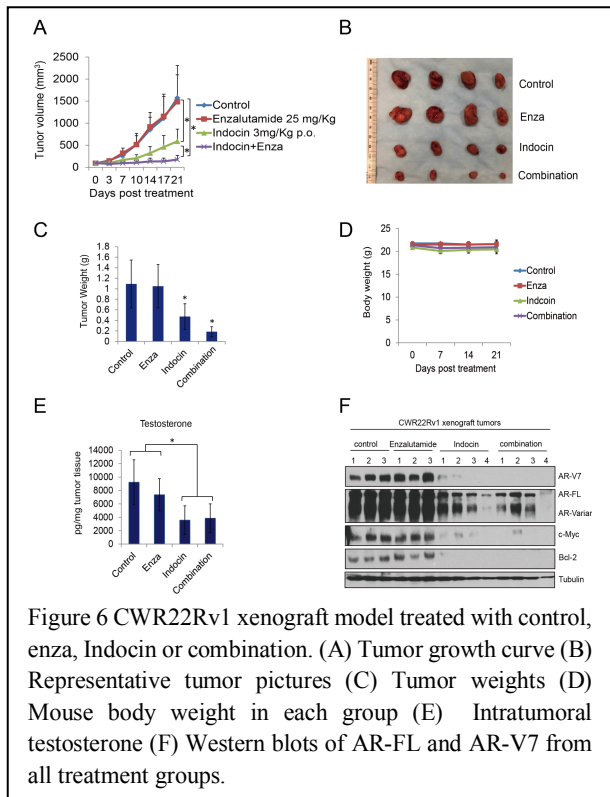 A
Tunor volume (mm³)
2500
2000
1500
1000
500
0
0 3 7 10 14 17 21
Days post treatment
Control
Enzalutamide 25 mg/Kg
Indocin 3mg/Kg p.o.
Indocin+Enza
* * *
B
Control
Enza
Indocin
Combination
C
Tumor Weight (g)
1.8
1.6
1.4
1.2
1
0.8
0.6
0.4
0.2
0
* *
Control Enza Indocin Combination
D
Body weight (g)
25
20
15
10
5
0
0 7 14 21
Days post treatment
Control
Enza
Indcoin
Combination
E
Testosterone
pg/mg tumor tissue
14000
12000
10000
8000
6000
4000
2000
0
*
Control Enza Indocin Combination
F
CWR22Rv1 xenograft tumors
control Enzalutamide Indocin combination
1 2 3 1 2 3 1 2 3 4 1 2 3 4
AR-V7
AR-FL
AR-Varian
c-Myc
Bcl-2
Tubulin
Figure 6 CWR22Rv1 xenograft model treated with control,
enza, Indocin or combination. (A) Tumor growth curve (B)
Representative tumor pictures (C) Tumor weights (D)
Mouse body weight in each group (E) Intratumoral
testosterone (F) Western blots of AR-FL and AR-V7 from
all treatment groups.